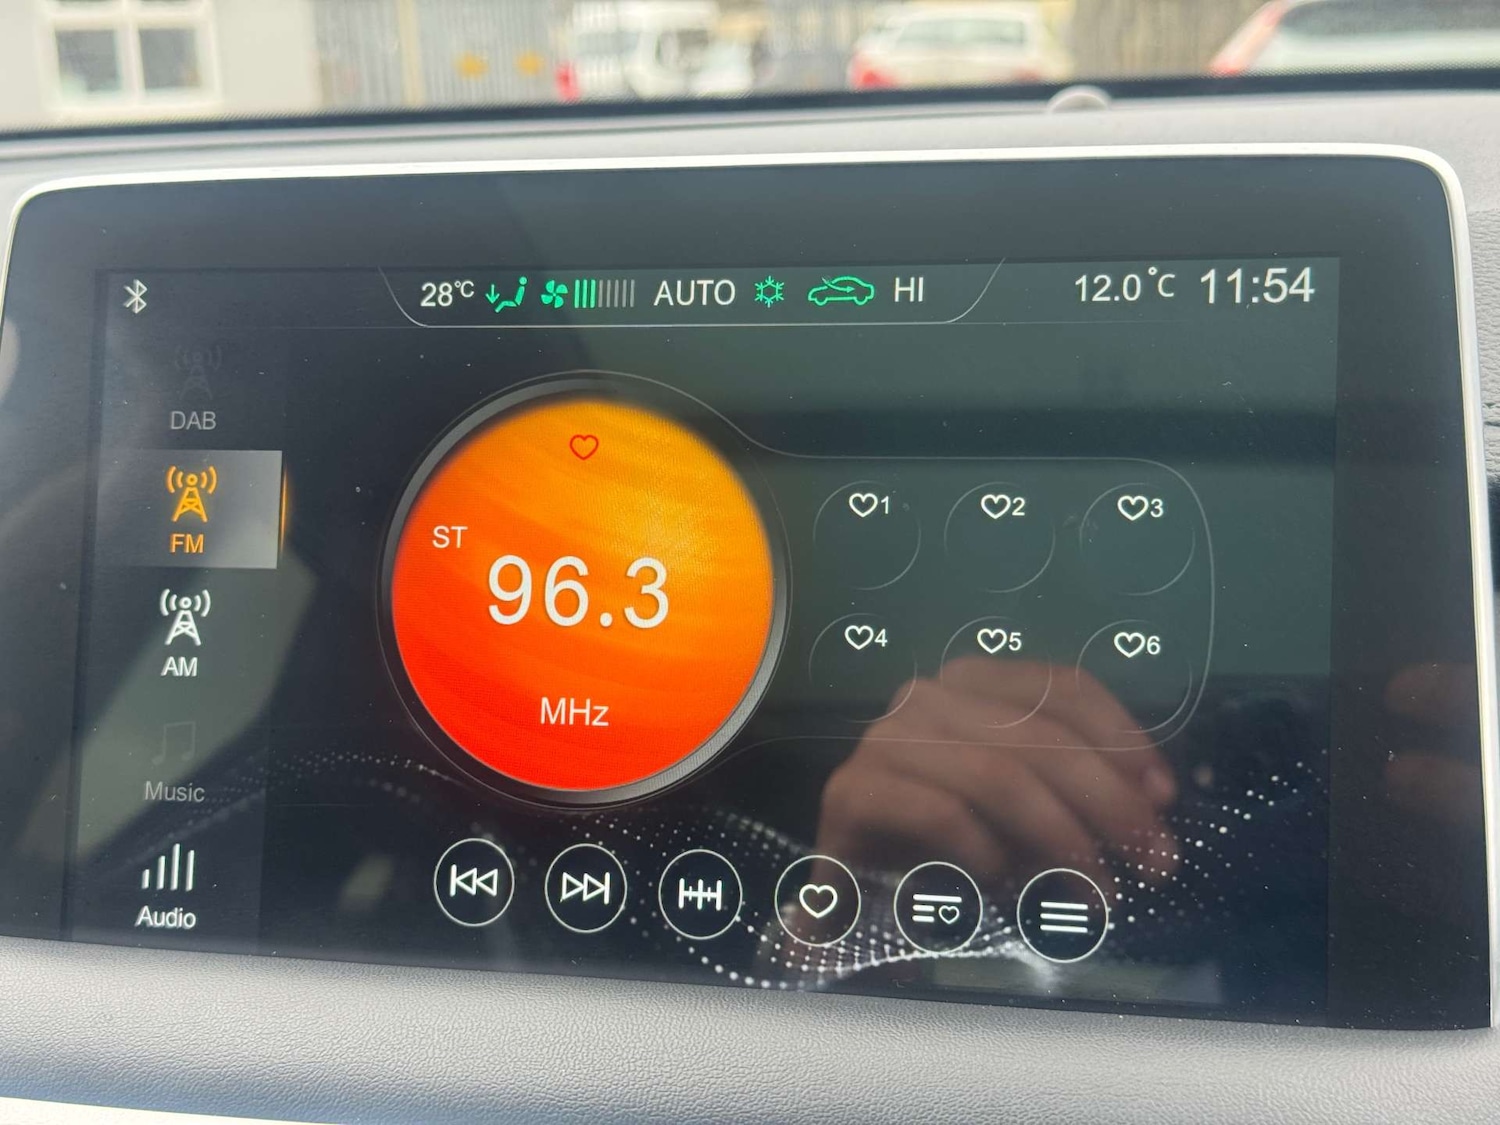 28°C AUTO HI 12.0°C 11:54
DAB
FM
AM
Music
Audio
ST
96.3
MHz
1 2 3
4 5 6